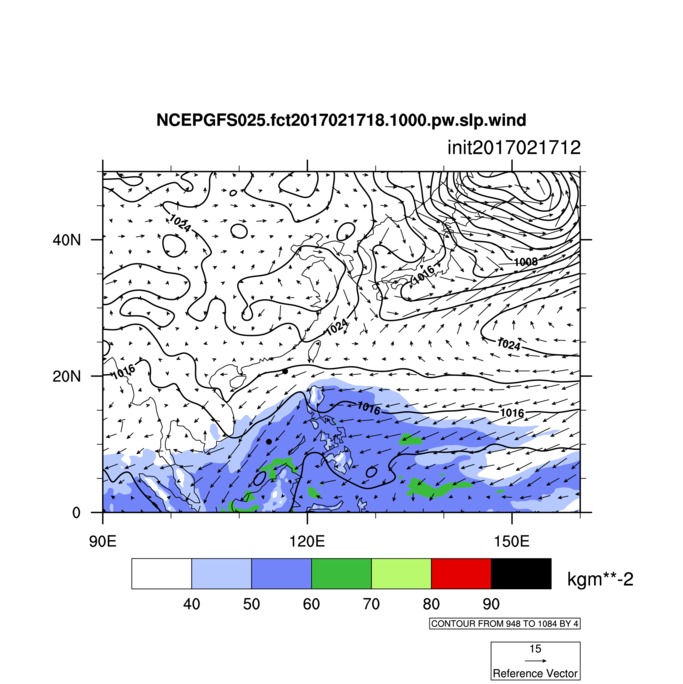 NCEPGFS025.fct2017021718.1000.pw.slp.wind
init2017021712
40N
20N
0
90E
120E
150E
1024
1016
1008
1024
1024
1016
1016
1016
40
50
60
70
80
90
kgm**-2
CONTOUR FROM 948 TO 1084 BY 4
15
Reference Vector